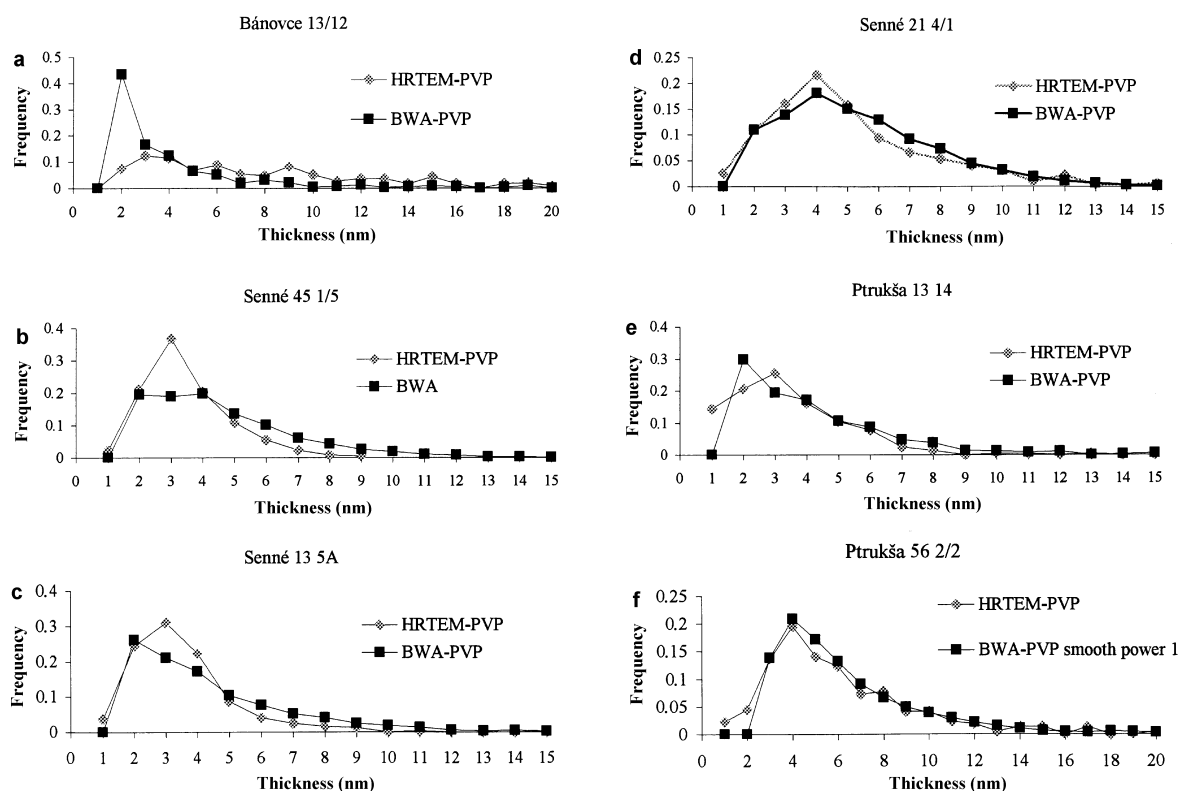 Bánovce 13/12
a
0.5
0.4
0.3
0.2
0.1
0
Frequency
HRTEM-PVP
BWA-PVP
0 2 4 6 8 10 12 14 16 18 20
Thickness (nm)
Senné 45 1/5
b
0.4
0.3
0.2
0.1
0
Frequency
HRTEM-PVP
BWA
0 1 2 3 4 5 6 7 8 9 10 11 12 13 14 15
Thickness (nm)
Senné 13 5A
c
0.4
0.3
0.2
0.1
0
Frequency
HRTEM-PVP
BWA-PVP
0 1 2 3 4 5 6 7 8 9 10 11 12 13 14 15
Thickness (nm)
Senné 21 4/1
d
0.25
0.2
0.15
0.1
0.05
0
Frequency
HRTEM-PVP
BWA-PVP
0 1 2 3 4 5 6 7 8 9 10 11 12 13 14 15
Thickness (nm)
Ptrukša 13 14
e
0.4
0.3
0.2
0.1
0
Frequency
HRTEM-PVP
BWA-PVP
0 1 2 3 4 5 6 7 8 9 10 11 12 13 14 15
Thickness (nm)
Ptrukša 56 2/2
f
0.25
0.2
0.15
0.1
0.05
0
Frequency
HRTEM-PVP
BWA-PVP smooth power 1
0 2 4 6 8 10 12 14 16 18 20
Thickness (nm)